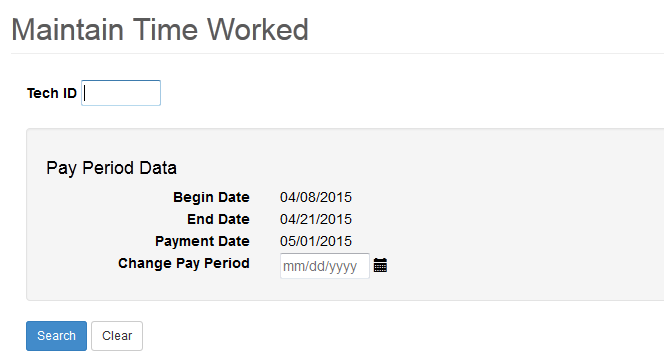 Maintain Time Worked
Tech ID
Pay Period Data
Begin Date 04/08/2015
End Date 04/21/2015
Payment Date 05/01/2015
Change Pay Period mm/dd/yyyy
Search Clear